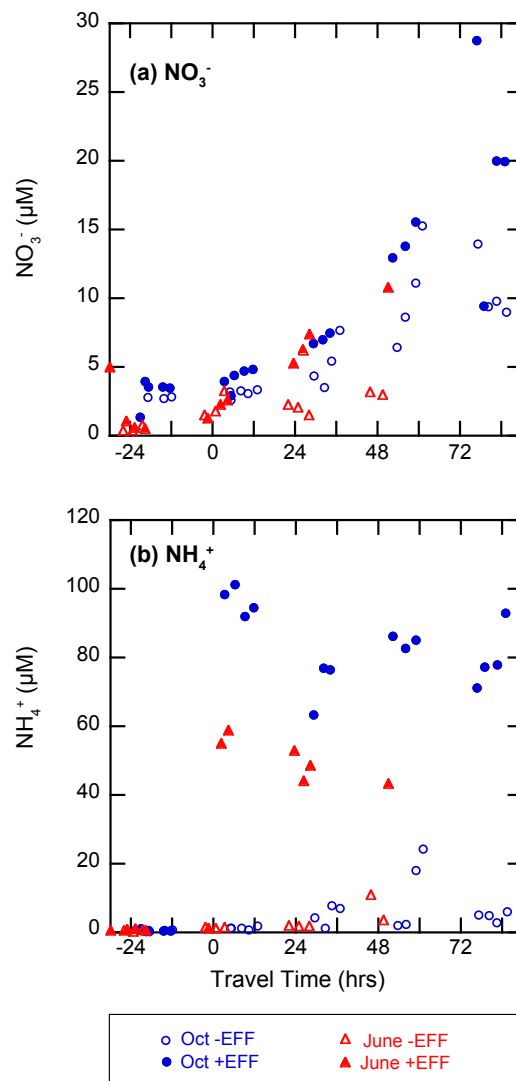 30
(a) NO₃⁻
25
20
15
10
5
0
NO₃⁻ (µM)
-24 0 24 48 72
120
(b) NH₄⁺
100
80
60
40
20
0
NH₄⁺ (µM)
-24 0 24 48 72
Travel Time (hrs)
Oct -EFF June -EFF
Oct +EFF June +EFF